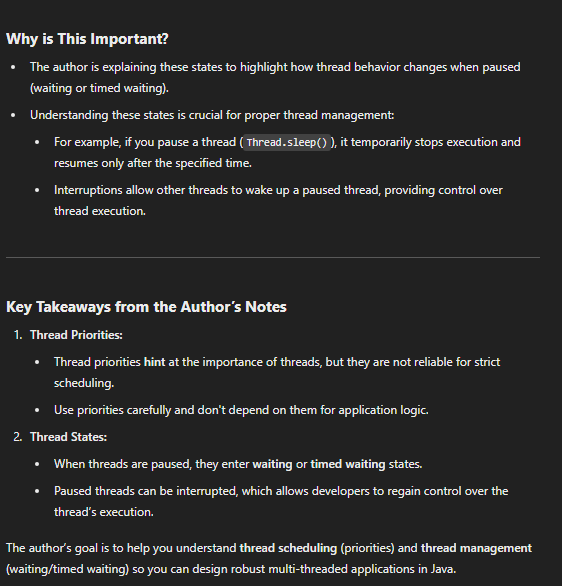 Why is This Important?
• The author is explaining these states to highlight how thread behavior changes when paused
(waiting or timed waiting).
• Understanding these states is crucial for proper thread management:
• For example, if you pause a thread (Thread.sleep()), it temporarily stops execution and
resumes only after the specified time.
• Interruptions allow other threads to wake up a paused thread, providing control over
thread execution.
Key Takeaways from the Author's Notes
1. Thread Priorities:
• Thread priorities hint at the importance of threads, but they are not reliable for strict
scheduling.
• Use priorities carefully and don't depend on them for application logic.
2. Thread States:
• When threads are paused, they enter waiting or timed waiting states.
• Paused threads can be interrupted, which allows developers to regain control over the
thread's execution.
The author's goal is to help you understand thread scheduling (priorities) and thread management
(waiting/timed waiting) so you can design robust multi-threaded applications in Java.